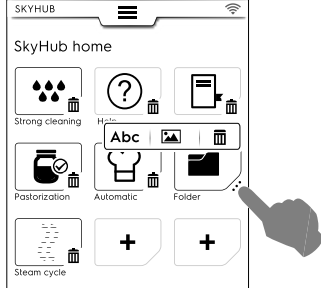 SKYHUB
SkyHub home
Strong cleaning
Help
Abc
Pastorization
Automatic
Folder
Steam cycle